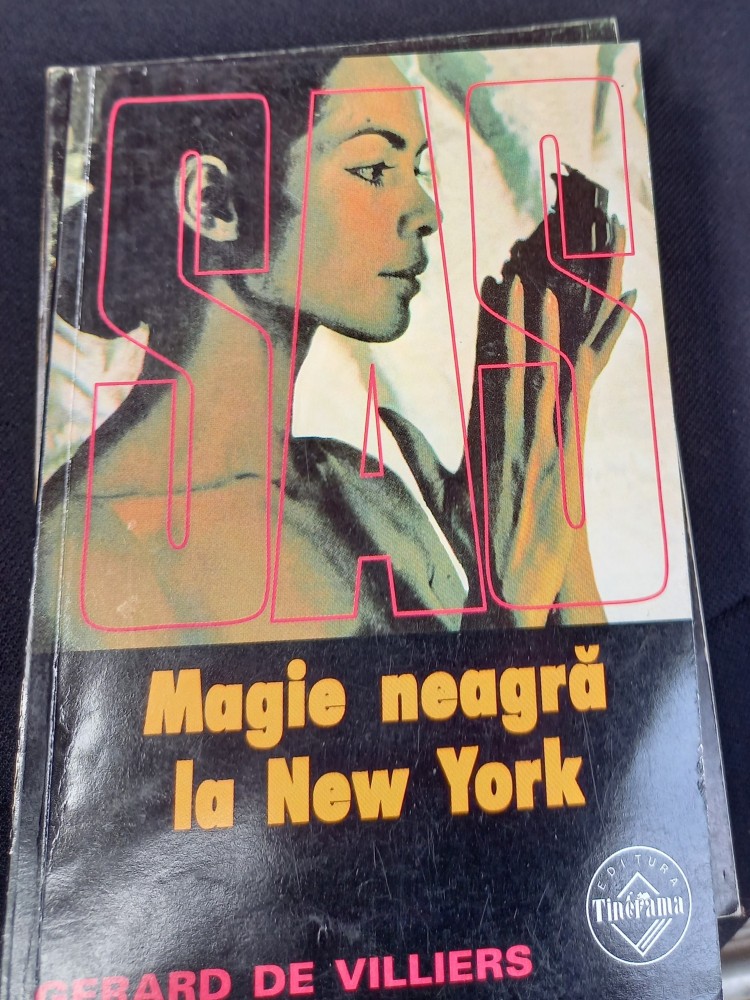 SAS
Magie neagră
la New York
EDITURA
Tinerama
GERARD DE VILLIERS